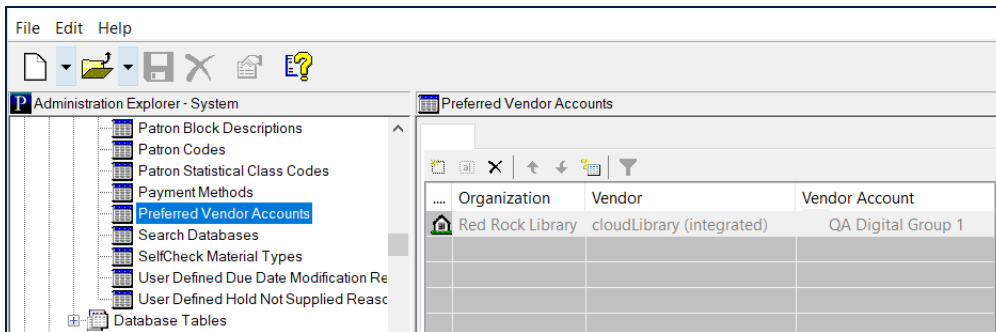 File Edit Help
P Administration Explorer - System
Preferred Vendor Accounts
Patron Block Descriptions
Patron Codes
Patron Statistical Class Codes
Payment Methods
Preferred Vendor Accounts
Search Databases
SelfCheck Material Types
User Defined Due Date Modification Re
User Defined Hold Not Supplied Reasc
Database Tables
.... Organization Vendor Vendor Account
Red Rock Library cloudLibrary (integrated) QA Digital Group 1